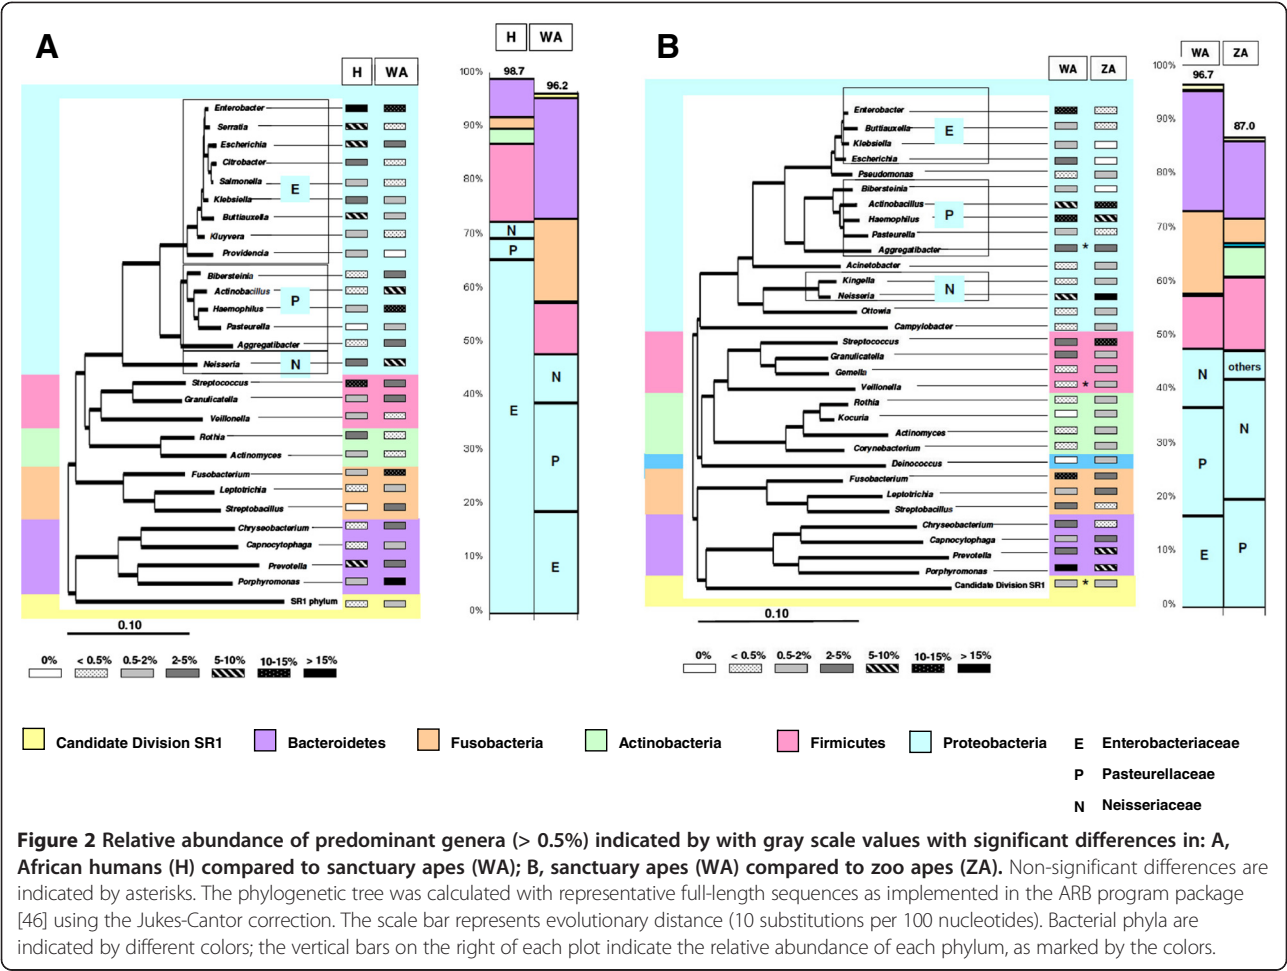 A
H WA
Enterobacter
Serratia
Escherichia
Citrobacter
Salmonella
Klebsiella
Buttiauxella
Kluyvera
Providencia
E
Bibersteinia
Actinobacillus
Haemophilus
Pasteurella
Aggregatibacter
P
Neisseria
N
Streptococcus
Granulicatella
Veillonella
Rothia
Actinomyces
Fusobacterium
Leptotrichia
Streptobacillus
Chryseobacterium
Capnocytophaga
Prevotella
Porphyromonas
SR1 phylum
0.10
0% < 0.5% 0.5-2% 2-5% 5-10% 10-15% > 15%
H WA
98.7
96.2
100%
90%
80%
70%
60%
50%
40%
30%
20%
10%
0%
N
P
E
N
P
E
B
WA ZA
Enterobacter
Buttiauxella
Klebsiella
Escherichia
E
Pseudomonas
Bibersteinia
Actinobacillus
Haemophilus
Pasteurella
Aggregatibacter *
P
Acinetobacter
Kingella
Neisseria
N
Ottowia
Campylobacter
Streptococcus
Granulicatella
Gemella
Veillonella *
Rothia
Kocuria
Actinomyces
Corynebacterium
Deinococcus
Fusobacterium
Leptotrichia
Streptobacillus
Chryseobacterium
Capnocytophaga
Prevotella
Porphyromonas
Candidate Division SR1 *
0.10
0% < 0.5% 0.5-2% 2-5% 5-10% 10-15% > 15%
WA ZA
96.7
87.0
100%
90%
80%
70%
60%
50%
40%
30%
20%
10%
0%
N
P
E
others
N
P
Candidate Division SR1 Bacteroidetes Fusobacteria Actinobacteria Firmicutes Proteobacteria E Enterobacteriaceae
P Pasteurellaceae
N Neisseriaceae
Figure 2 Relative abundance of predominant genera (> 0.5%) indicated by with gray scale values with significant differences in: A,
African humans (H) compared to sanctuary apes (WA); B, sanctuary apes (WA) compared to zoo apes (ZA). Non-significant differences are
indicated by asterisks. The phylogenetic tree was calculated with representative full-length sequences as implemented in the ARB program package
[46] using the Jukes-Cantor correction. The scale bar represents evolutionary distance (10 substitutions per 100 nucleotides). Bacterial phyla are
indicated by different colors; the vertical bars on the right of each plot indicate the relative abundance of each phylum, as marked by the colors.